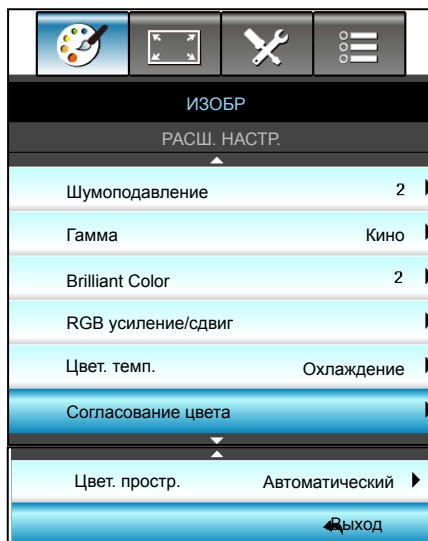 ИЗОБР
РАСШ. НАСТР.
Шумоподавление 2
Гамма Кино
Brilliant Color 2
RGB усиление/сдвиг
Цвет. темп. Охлаждение
Согласование цвета
Цвет. простр. Автоматический
Выход